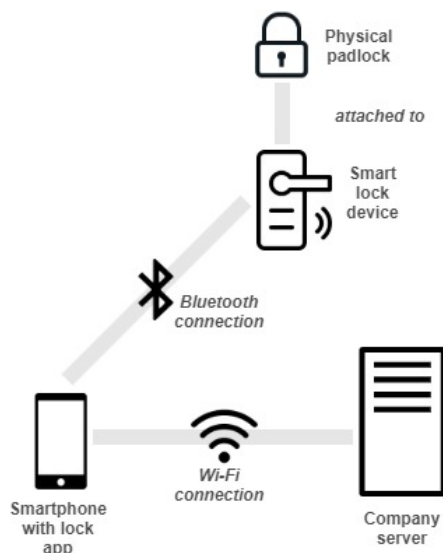 Physical
padlock
attached to
Smart
lock
device
Bluetooth
connection
Wi-Fi
connection
Smartphone
with lock
app
Company
server